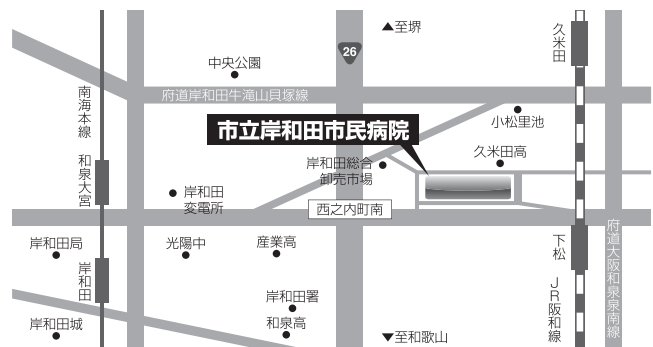 ▲至堺
26
久米田
中央公園
南海本線
府道岸和田牛滝山貝塚線
小松里池
市立岸和田市民病院
久米田高
岸和田総合
卸売市場
和泉大宮
岸和田
変電所
西之内町南
府道大阪和泉泉南線
岸和田局
光陽中
産業高
下松
岸和田
JR阪和線
岸和田署
岸和田城
和泉高
▼至和歌山